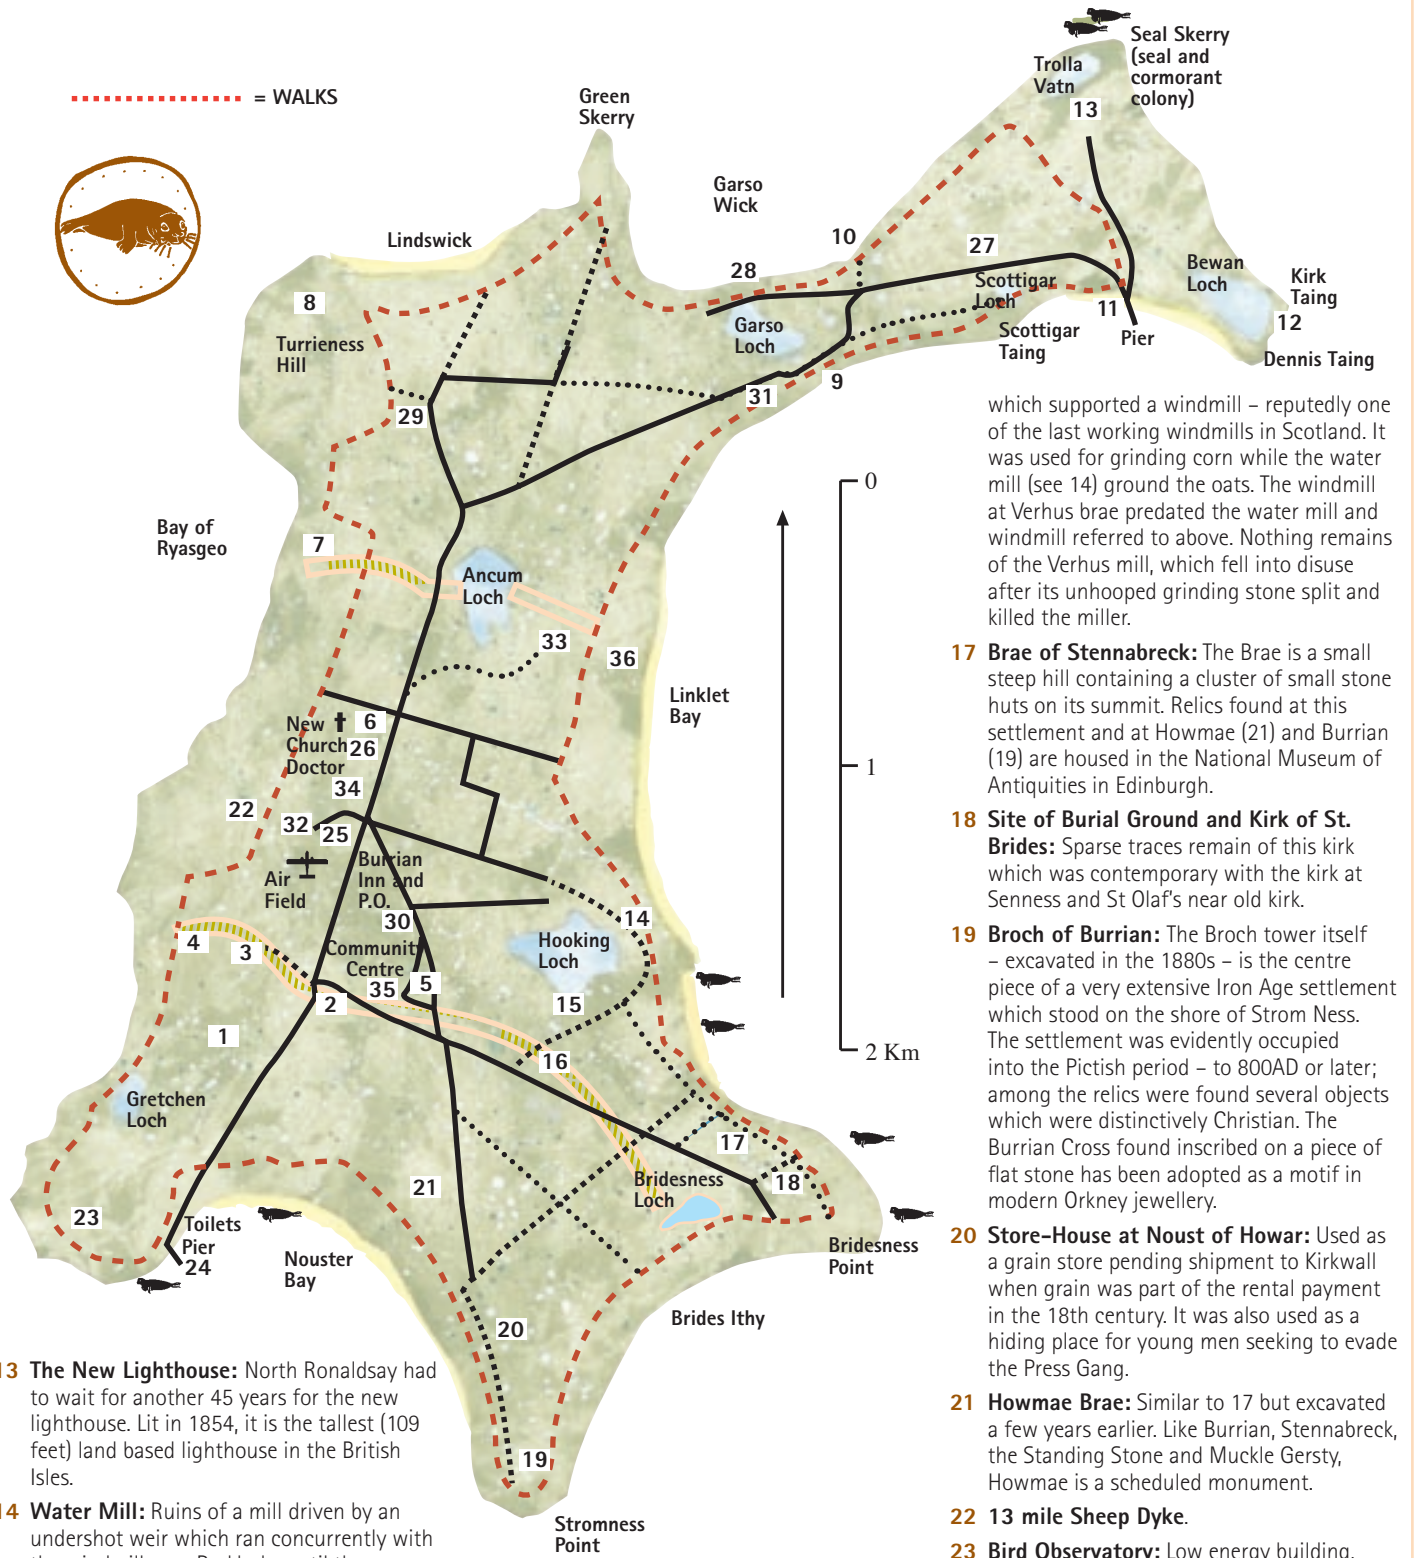 Seal Skerry
(seal and
cormorant
colony)
Trolla
Vatn
13
= WALKS
Green
Skerry
Garso
Wick
Lindswick
10
27
28
Bewan
Loch
Kirk
Taing
8
Scottigar
Loch
11
12
Turrieness
Hill
Garso
Loch
Scottigar
Taing
Pier
Dennis Taing
9
31
29
0
Bay of
Ryasgeo
7
Ancum
Loch
33
36
Linklet
Bay
New
Church
Doctor
6
26
34
1
22
32
25
Air
Field
Burrian
Inn and
P.O.
30
14
4
3
Community
Centre
35
5
Hooking
Loch
2
15
1
16
2 Km
Gretchen
Loch
17
21
Bridesness
Loch
18
23
Toilets
Pier
24
Nouster
Bay
Bridesness
Point
20
Brides Ithy
19
Stromness
Point
13 The New Lighthouse: North Ronaldsay had
to wait for another 45 years for the new
lighthouse. Lit in 1854, it is the tallest (109
feet) land based lighthouse in the British
Isles.
14 Water Mill: Ruins of a mill driven by an
undershot weir which ran concurrently with
which supported a windmill – reputedly one
of the last working windmills in Scotland. It
was used for grinding corn while the water
mill (see 14) ground the oats. The windmill
at Verhus brae predated the water mill and
windmill referred to above. Nothing remains
of the Verhus mill, which fell into disuse
after its unhooped grinding stone split and
killed the miller.
17 Brae of Stennabreck: The Brae is a small
steep hill containing a cluster of small stone
huts on its summit. Relics found at this
settlement and at Howmae (21) and Burrian
(19) are housed in the National Museum of
Antiquities in Edinburgh.
18 Site of Burial Ground and Kirk of St.
Brides: Sparse traces remain of this kirk
which was contemporary with the kirk at
Senness and St Olaf's near old kirk.
19 Broch of Burrian: The Broch tower itself
– excavated in the 1880s – is the centre
piece of a very extensive Iron Age settlement
which stood on the shore of Strom Ness.
The settlement was evidently occupied
into the Pictish period – to 800AD or later;
among the relics were found several objects
which were distinctively Christian. The
Burrian Cross found inscribed on a piece of
flat stone has been adopted as a motif in
modern Orkney jewellery.
20 Store-House at Noust of Howar: Used as
a grain store pending shipment to Kirkwall
when grain was part of the rental payment
in the 18th century. It was also used as a
hiding place for young men seeking to evade
the Press Gang.
21 Howmae Brae: Similar to 17 but excavated
a few years earlier. Like Burrian, Stennabreck,
the Standing Stone and Muckle Gersty,
Howmae is a scheduled monument.
22 13 mile Sheep Dyke.
23 Bird Observatory: Low energy building,